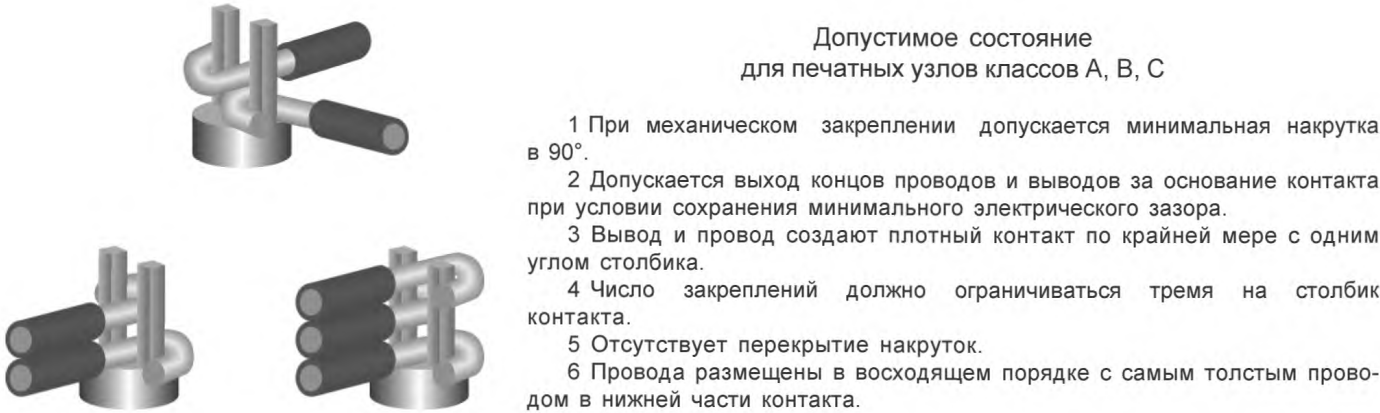 Допустимое состояние
для печатных узлов классов А, В, С
1 При механическом закреплении допускается минимальная накрутка
в 90°.
2 Допускается выход концов проводов и выводов за основание контакта
при условии сохранения минимального электрического зазора.
3 Вывод и провод создают плотный контакт по крайней мере с одним
углом столбика.
4 Число закреплений должно ограничиваться тремя на столбик
контакта.
5 Отсутствует перекрытие накруток.
6 Провода размещены в восходящем порядке с самым толстым прово-
дом в нижней части контакта.